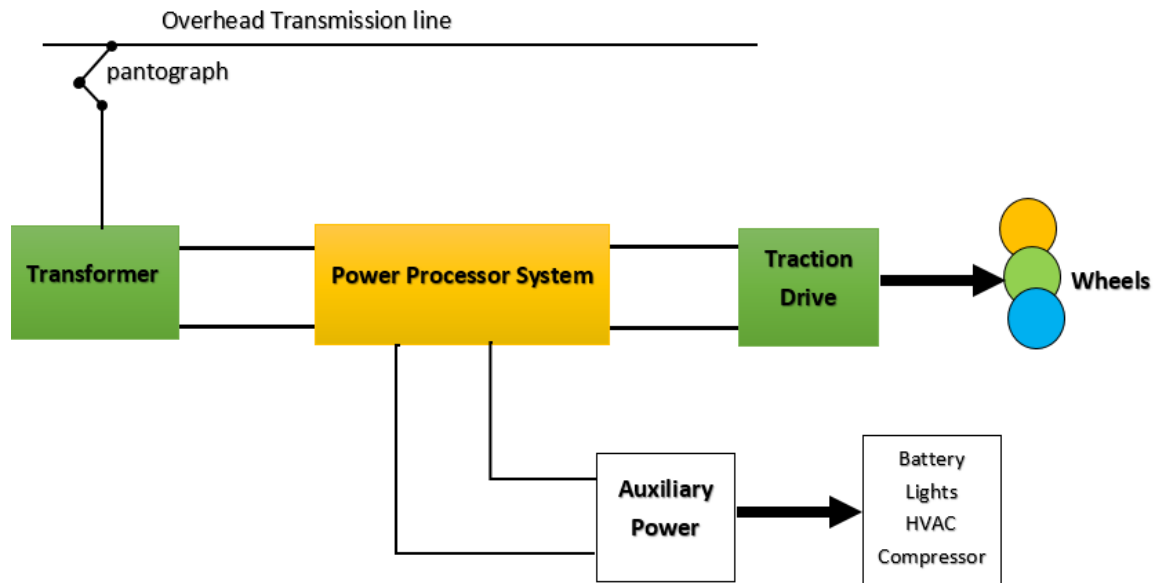 Overhead Transmission line
pantograph
Transformer
Power Processor System
Traction
Drive
Wheels
Auxiliary
Power
Battery
Lights
HVAC
Compressor